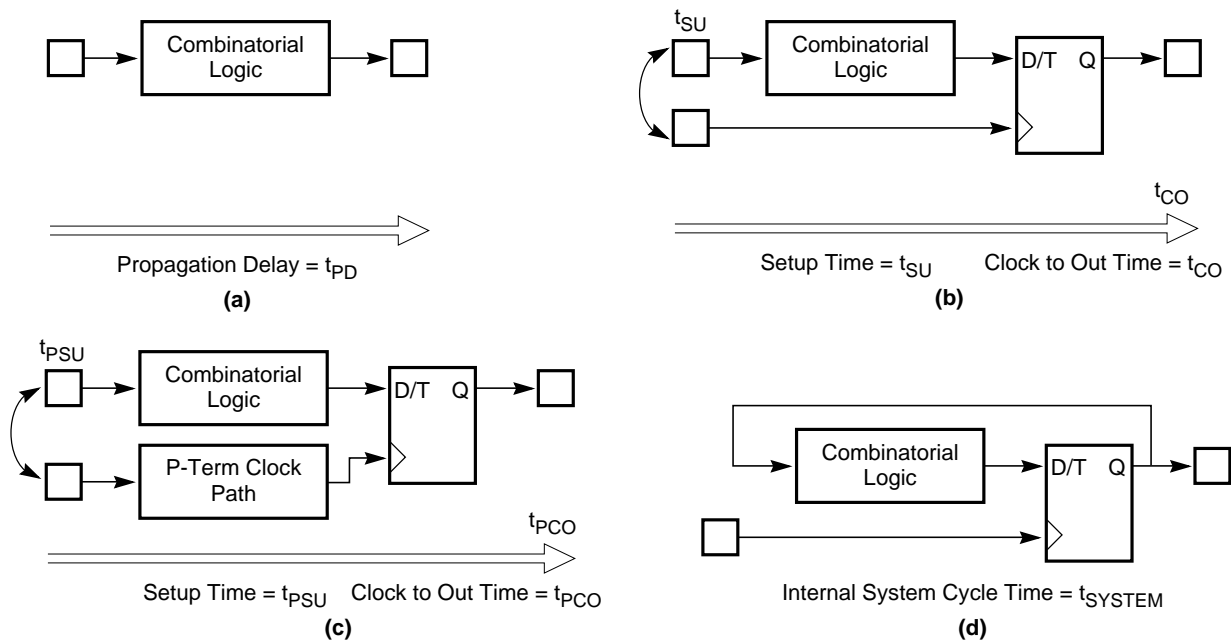 Combinatorial
Logic
Propagation Delay = tPD
(a)
tSU
Combinatorial
Logic
D/T Q
tCO
Setup Time = tSU Clock to Out Time = tCO
(b)
tPSU
Combinatorial
Logic
D/T Q
P-Term Clock
Path
tPCO
Setup Time = tPSU Clock to Out Time = tPCO
(c)
Combinatorial
Logic
D/T Q
Internal System Cycle Time = tSYSTEM
(d)